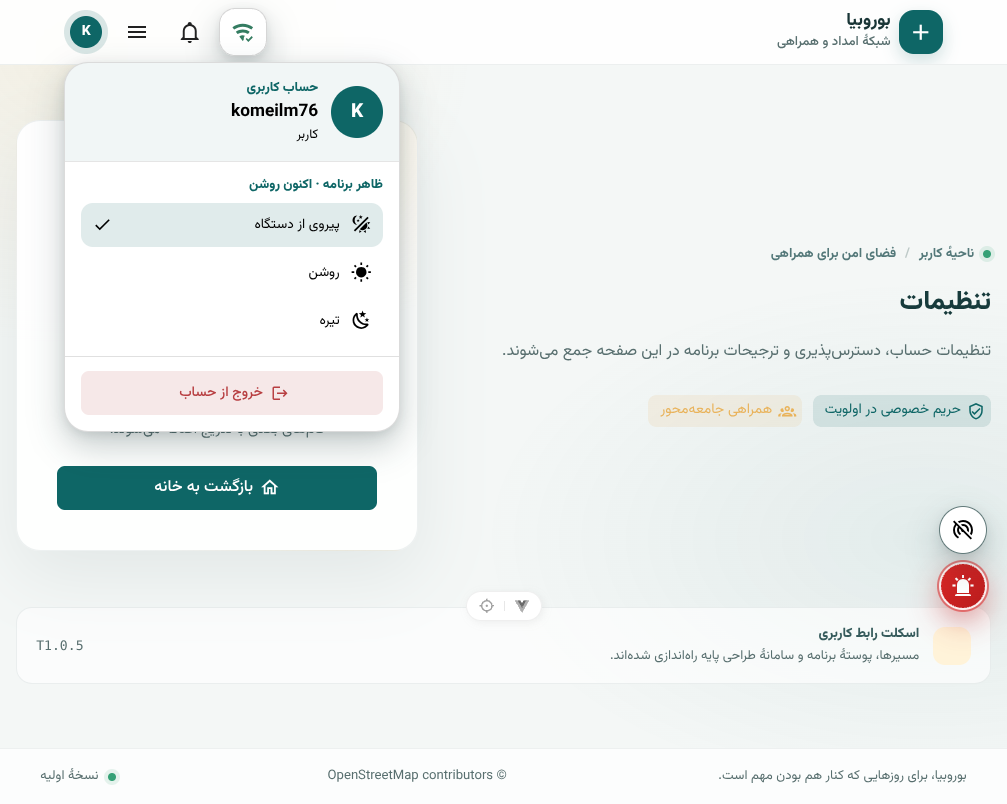 بوروبیا
شبکهٔ امداد و همراهی
K
حساب کاربری
komeilm76
کاربر
K
ظاهر برنامه · اکنون روشن
پیروی از دستگاه
روشن
تیره
خروج از حساب
ناحیهٔ کاربر / فضای امن برای همراهی
تنظیمات
تنظیمات حساب، دسترس‌پذیری و ترجیحات برنامه در این صفحه جمع می‌شوند.
حریم خصوصی در اولویت
همراهی جامعه‌محور
بازگشت به خانه
اسکلت رابط کاربری
مسیرها، پوستهٔ برنامه و سامانهٔ طراحی پایه راه‌اندازی شده‌اند.
T1.0.5
بوروبیا، برای روزهایی که کنار هم بودن مهم است.
© OpenStreetMap contributors
نسخهٔ اولیه